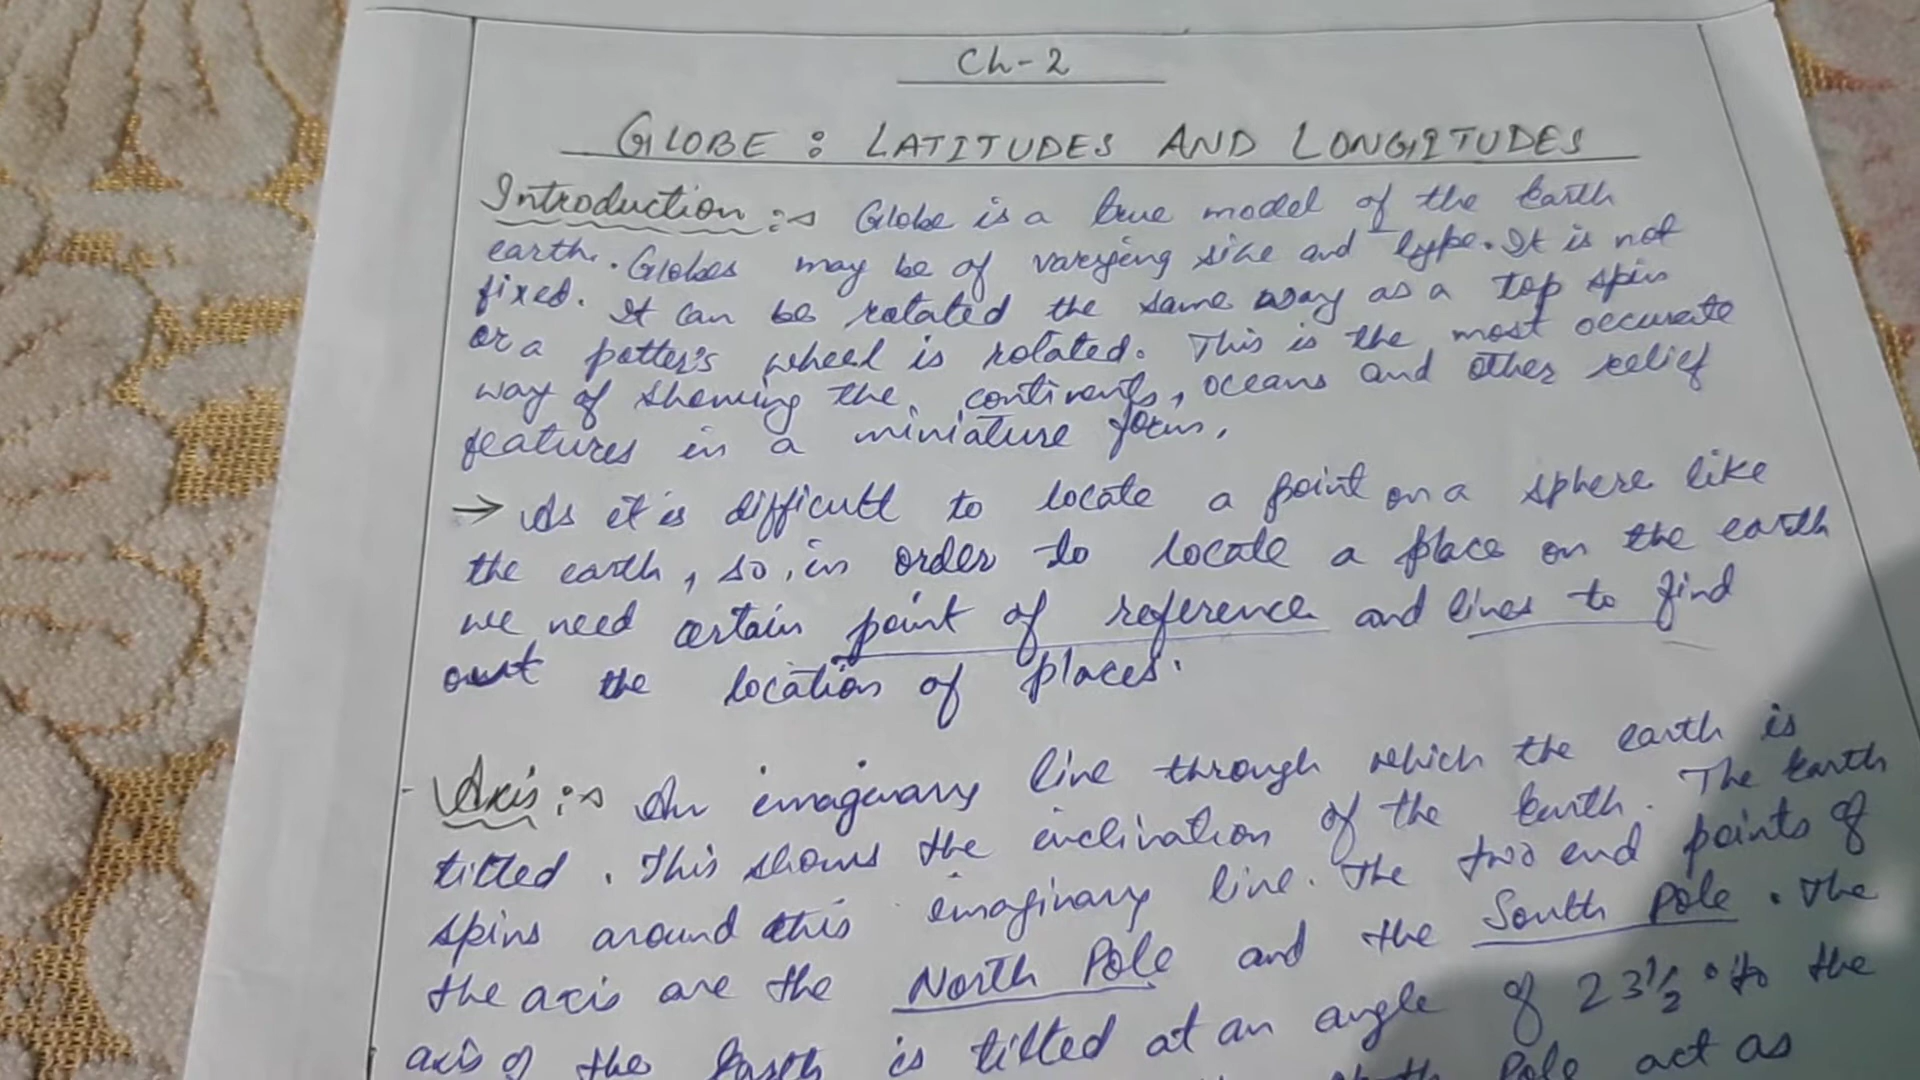 Ch-2
GLOBE : LATITUDES AND LONGITUDES
Introduction :→ Globe is a true model of the Earth
earth. Globes may be of varying size and type. It is not
fixed. It can be rotated the same way as a top spin
or a potter's wheel is rotated. This is the most accurate
way of showing the continents, oceans and other relief
features in a miniature form.
→ As it is difficult to locate a point on a sphere like
the earth, so, in order to locate a place on the earth
we need certain point of reference and lines to find
out the location of places.
- Axis :→ An imaginary line through which the earth is
tilted. This shows the inclination of the Earth. The Earth
spins around this imaginary line. The two end points of
the axis are the North Pole and the South Pole. The
axis of the Earth is tilted at an angle of 23½° to the
Pole act as